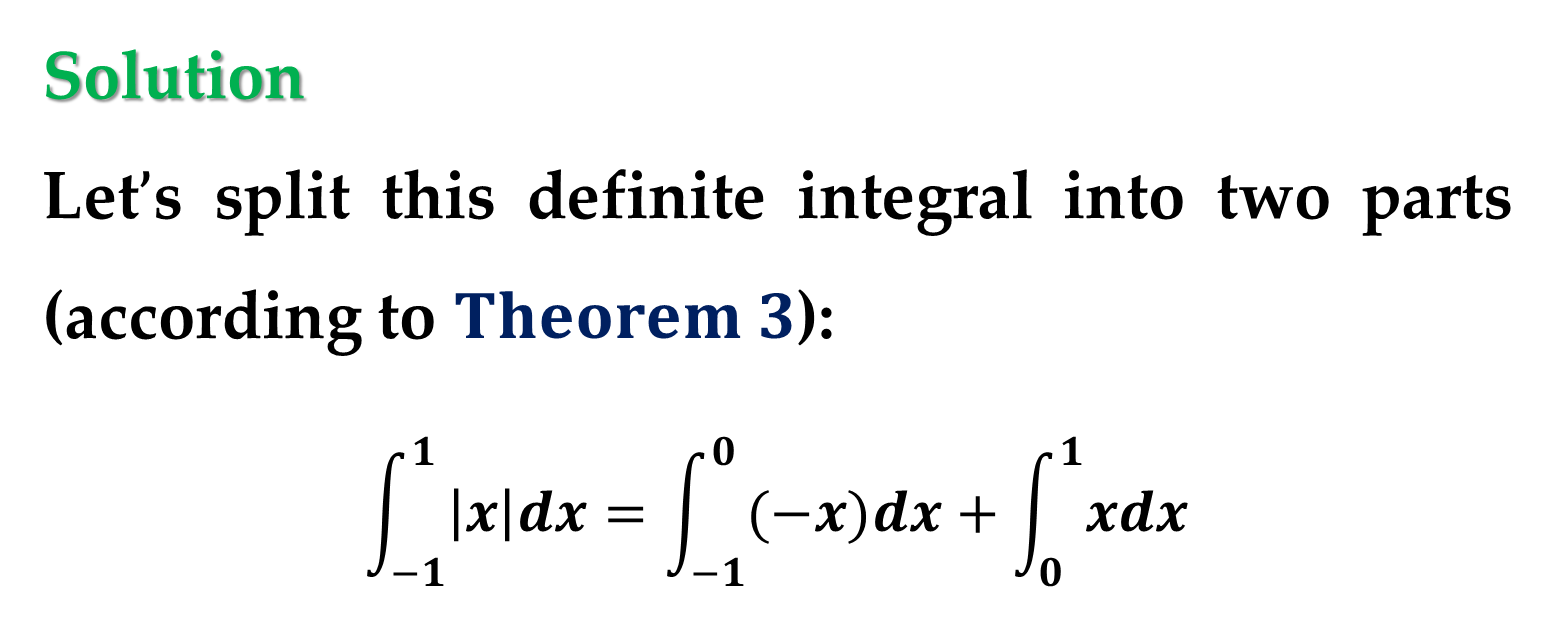 Solution
Let’s split this definite integral into two parts
(according to Theorem 3):
∫_{-1}^{1} |x|dx = ∫_{-1}^{0} (−x)dx + ∫_{0}^{1} xdx